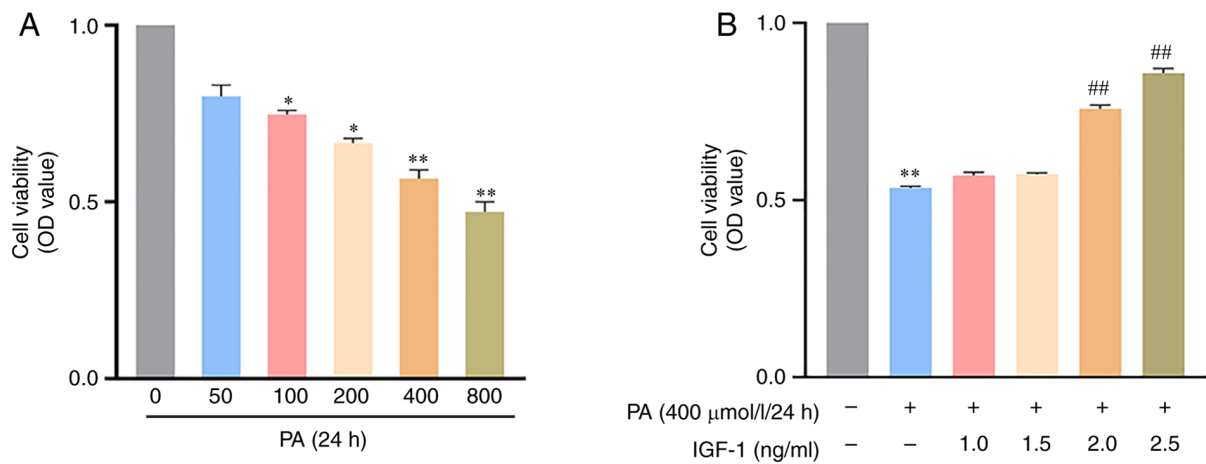 A
1.0
0.5
0.0
Cell viability
(OD value)
*
*
**
**
0 50 100 200 400 800
PA (24 h)
B
1.0
0.5
0.0
Cell viability
(OD value)
**
##
##
PA (400 μmol/l/24 h) – + + + + +
IGF-1 (ng/ml) – – 1.0 1.5 2.0 2.5